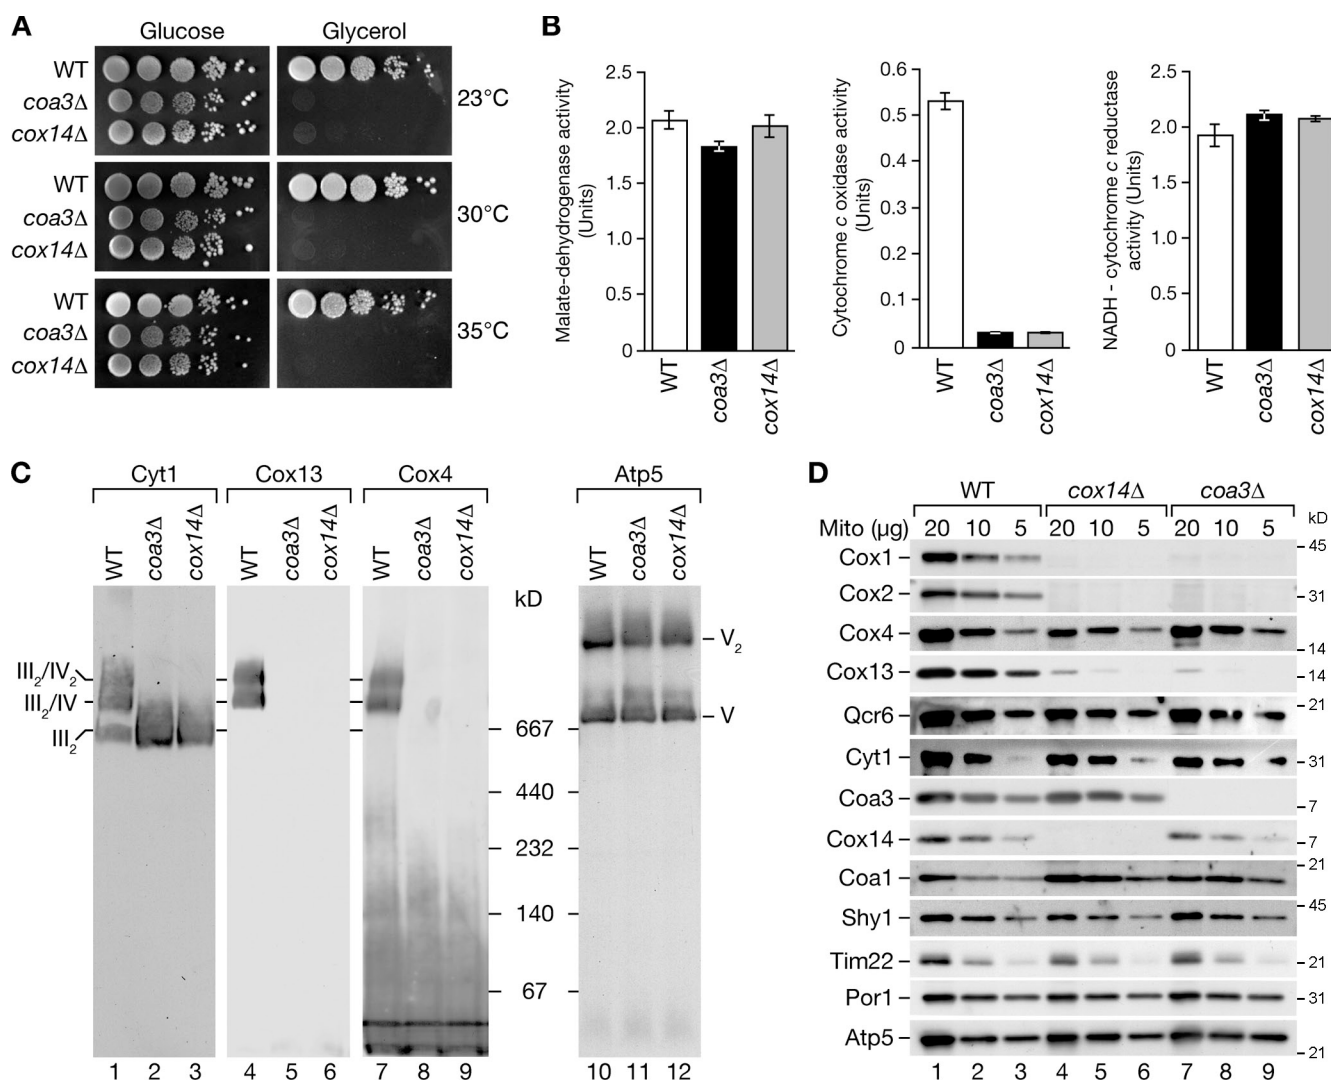 A
Glucose
Glycerol
WT
coa3Δ
cox14Δ
23°C
WT
coa3Δ
cox14Δ
30°C
WT
coa3Δ
cox14Δ
35°C
B
Malate-dehydrogenase activity
(Units)
2.5
2.0
1.5
1.0
0.5
0
WT
coa3Δ
cox14Δ
Cytochrome c oxidase activity
(Units)
0.6
0.5
0.4
0.3
0.2
0.1
0
WT
coa3Δ
cox14Δ
NADH - cytochrome c reductase
activity (Units)
2.5
2.0
1.5
1.0
0.5
0
WT
coa3Δ
cox14Δ
C
Cyt1
Cox13
Cox4
Atp5
WT
coa3Δ
cox14Δ
WT
coa3Δ
cox14Δ
WT
coa3Δ
cox14Δ
WT
coa3Δ
cox14Δ
III2/IV2
III2/IV
III2
kD
667
440
232
140
67
V2
V
1 2 3 4 5 6 7 8 9 10 11 12
D
WT cox14Δ coa3Δ
Mito (µg) 20 10 5 20 10 5 20 10 5 kD
Cox1 45
Cox2 31
Cox4 14
Cox13 14
Qcr6 21
Cyt1 31
Coa3 7
Cox14 7
Coa1 21
Shy1 45
Tim22 21
Por1 31
Atp5 21
1 2 3 4 5 6 7 8 9